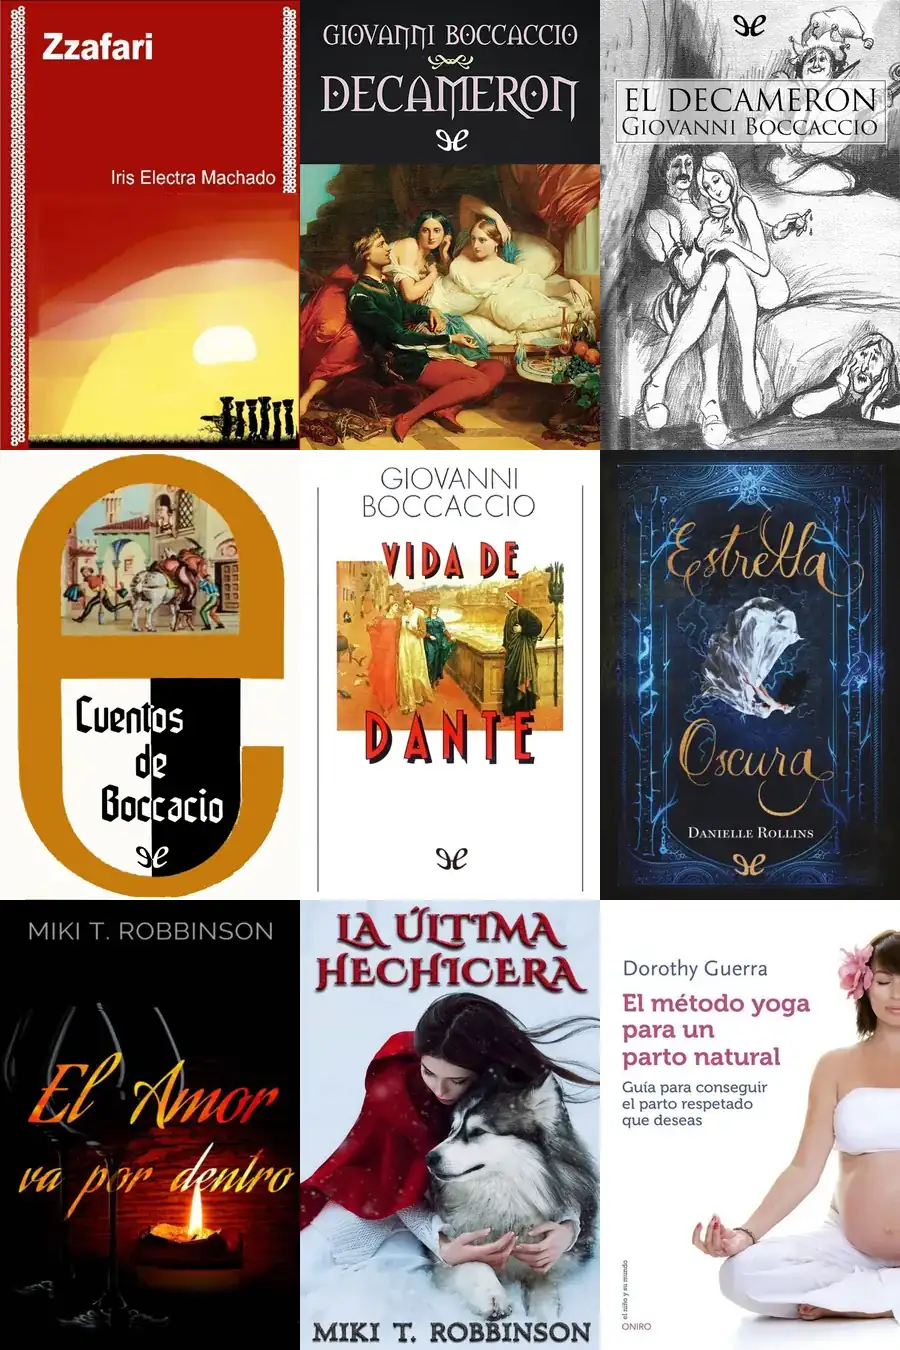 Zzafari
Iris Electra Machado
GIOVANNI BOCCACCIO
DECAMERON
EL DECAMERON
GIOVANNI BOCCACCIO
Cuentos
de
Boccacio
GIOVANNI
BOCCACCIO
VIDA DE
DANTE
Estrella
Oscura
DANIELLE ROLLINS
MIKI T. ROBBINSON
El Amor
va por dentro
LA ÚLTIMA
HECHICERA
MIKI T. ROBBINSON
Dorothy Guerra
El método yoga
para un
parto natural
Guía para conseguir
el parto respetado
que deseas
el niño y su mundo
ONIRO